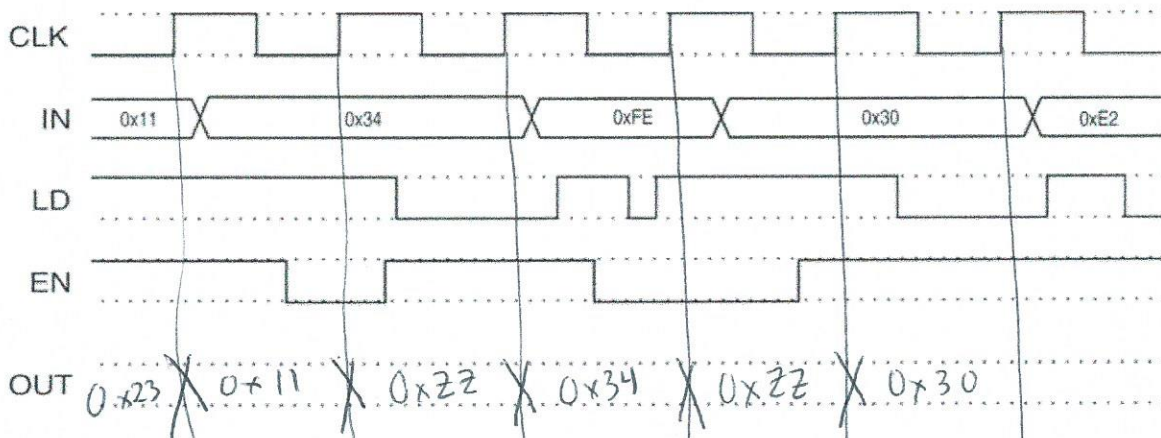 CLK
IN 0x11 0x34 0xFE 0x30 0xE2
LD
EN
OUT 0x23 0x11 0xZZ 0x34 0xZZ 0x30